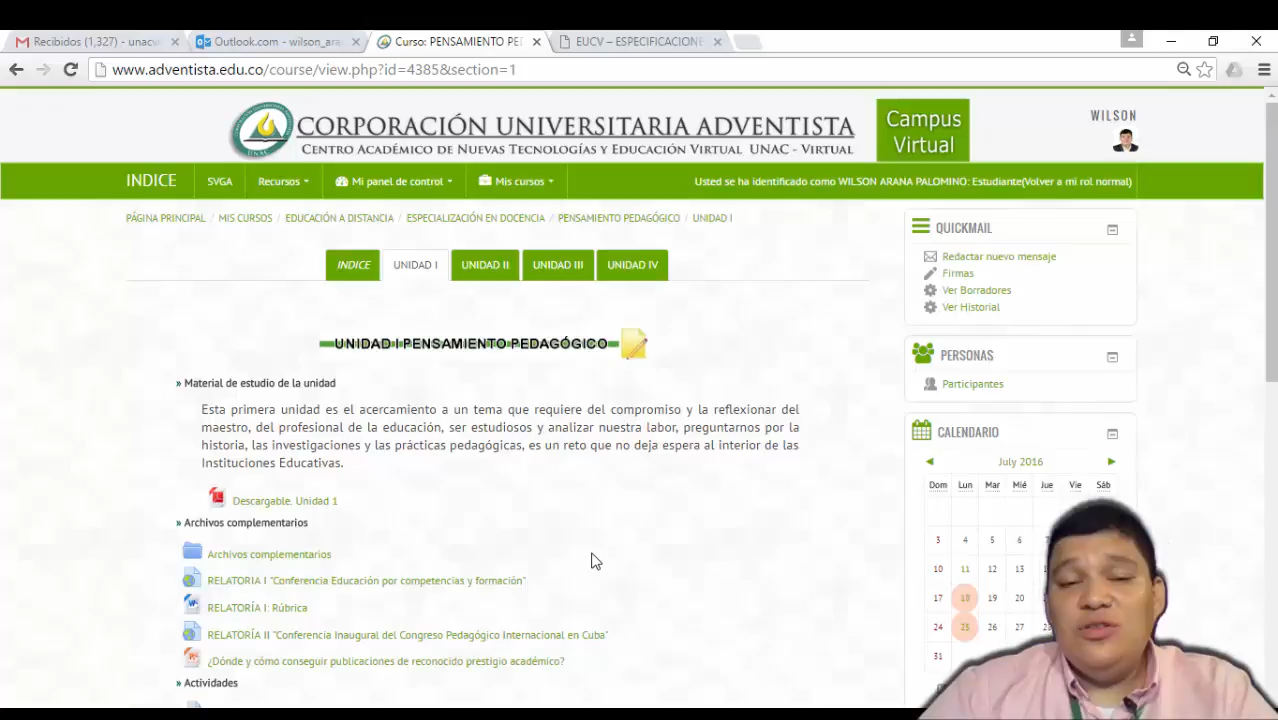 Recibidos (1,327) - unacv
Outlook.com - wilson_ara
Curso: PENSAMIENTO PE
EUCV – ESPECIFICACION
www.adventista.edu.co/course/view.php?id=4385&section=1
CORPORACIÓN UNIVERSITARIA ADVENTISTA
CENTRO ACADÉMICO DE NUEVAS TECNOLOGÍAS Y EDUCACIÓN VIRTUAL UNAC - VIRTUAL
Campus
Virtual
WILSON
INDICE
SVGA
Recursos
Mi panel de control
Mis cursos
Usted se ha identificado como WILSON ARANA PALOMINO: Estudiante(Volver a mi rol normal)
PÁGINA PRINCIPAL / MIS CURSOS / EDUCACIÓN A DISTANCIA / ESPECIALIZACIÓN EN DOCENCIA / PENSAMIENTO PEDAGÓGICO / UNIDAD I
INDICE
UNIDAD I
UNIDAD II
UNIDAD III
UNIDAD IV
UNIDAD I PENSAMIENTO PEDAGÓGICO
» Material de estudio de la unidad
Esta primera unidad es el acercamiento a un tema que requiere del compromiso y la reflexionar del
maestro, del profesional de la educación, ser estudiosos y analizar nuestra labor, preguntarnos por la
historia, las investigaciones y las prácticas pedagógicas, es un reto que no deja espera al interior de las
Instituciones Educativas.
Descargable. Unidad 1
» Archivos complementarios
Archivos complementarios
RELATORIA I "Conferencia Educación por competencias y formación"
RELATORÍA I: Rúbrica
RELATORÍA II "Conferencia Inaugural del Congreso Pedagógico Internacional en Cuba"
¿Dónde y cómo conseguir publicaciones de reconocido prestigio académico?
» Actividades
QUICKMAIL
Redactar nuevo mensaje
Firmas
Ver Borradores
Ver Historial
PERSONAS
Participantes
CALENDARIO
July 2016
Dom Lun Mar Mié Jue Vie Sáb
3 4 5 6 7
10 11 12 13 14
17 18 19 20
24 25 26 27
31